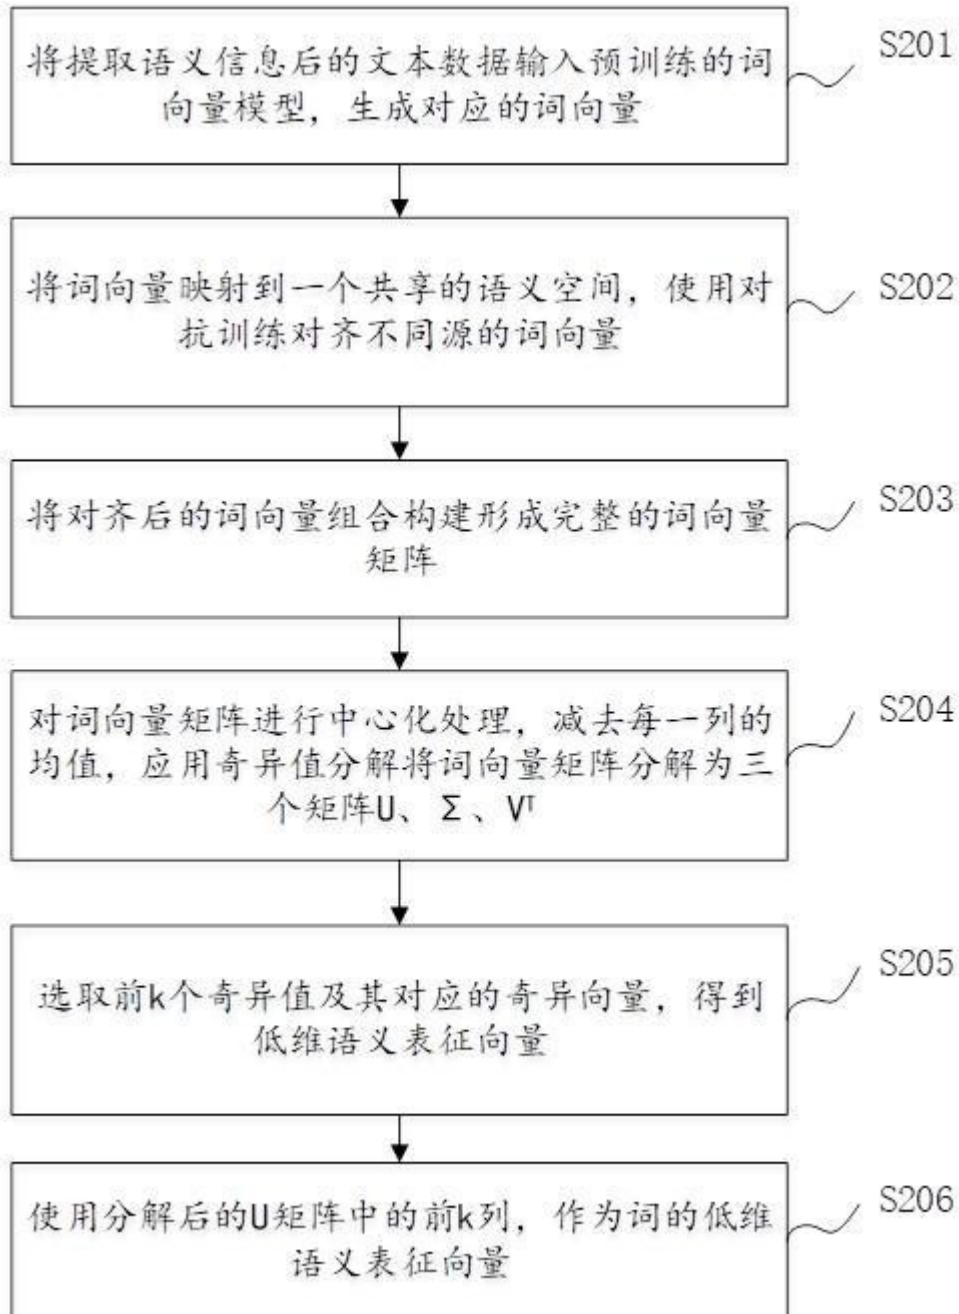 将提取语义信息后的文本数据输入预训练的词
向量模型，生成对应的词向量
S201
将词向量映射到一个共享的语义空间，使用对
抗训练对齐不同源的词向量
S202
将对齐后的词向量组合构建形成完整的词向量
矩阵
S203
对词向量矩阵进行中心化处理，减去每一列的
均值，应用奇异值分解将词向量矩阵分解为三
个矩阵U、Σ、Vᵀ
S204
选取前k个奇异值及其对应的奇异向量，得到
低维语义表征向量
S205
使用分解后的U矩阵中的前k列，作为词的低维
语义表征向量
S206